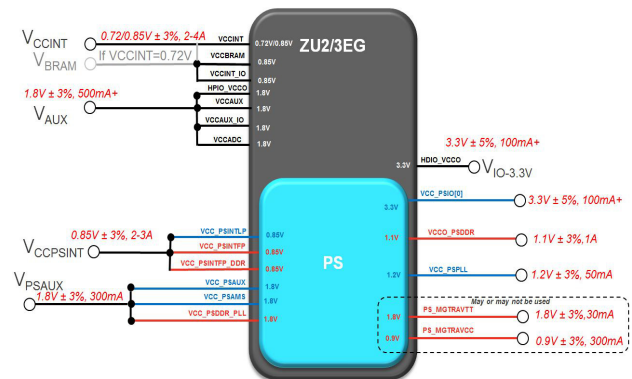 0.72/0.85V ± 3%, 2-4A
VCCINT
VCCINT
0.72V/0.85V
ZU2/3EG
VBRAM
If VCCINT=0.72V
VCCBRAM
0.85V
VCCINT_IO
0.85V
1.8V ± 3%, 500mA+
HPIO_VCCO
1.8V
VAUX
VCCAUX
1.8V
VCCAUX_IO
1.8V
VCCADC
1.8V
3.3V ± 5%, 100mA+
3.3V
HDIO_VCCO
VIO-3.3V
VCC_PSIO[0]
3.3V
3.3V ± 5%, 100mA+
0.85V ± 3%, 2-3A
VCCPSINT
VCC_PSINTLP
0.85V
VCC_PSINTFP
0.85V
VCC_PSINTFP_DDR
0.85V
PS
1.1V
VCCO_PSDDR
1.1V ± 3%,1A
1.2V
VCC_PSPLL
1.2V ± 3%, 50mA
VPSAUX
1.8V ± 3%, 300mA
VCC_PSAUX
1.8V
VCC_PSAMS
1.8V
VCC_PSDDR_PLL
1.8V
May or may not be used
1.8V
PS_MGTRAVTT
1.8V ± 3%,30mA
0.9V
PS_MGTRAVCC
0.9V ± 3%, 300mA